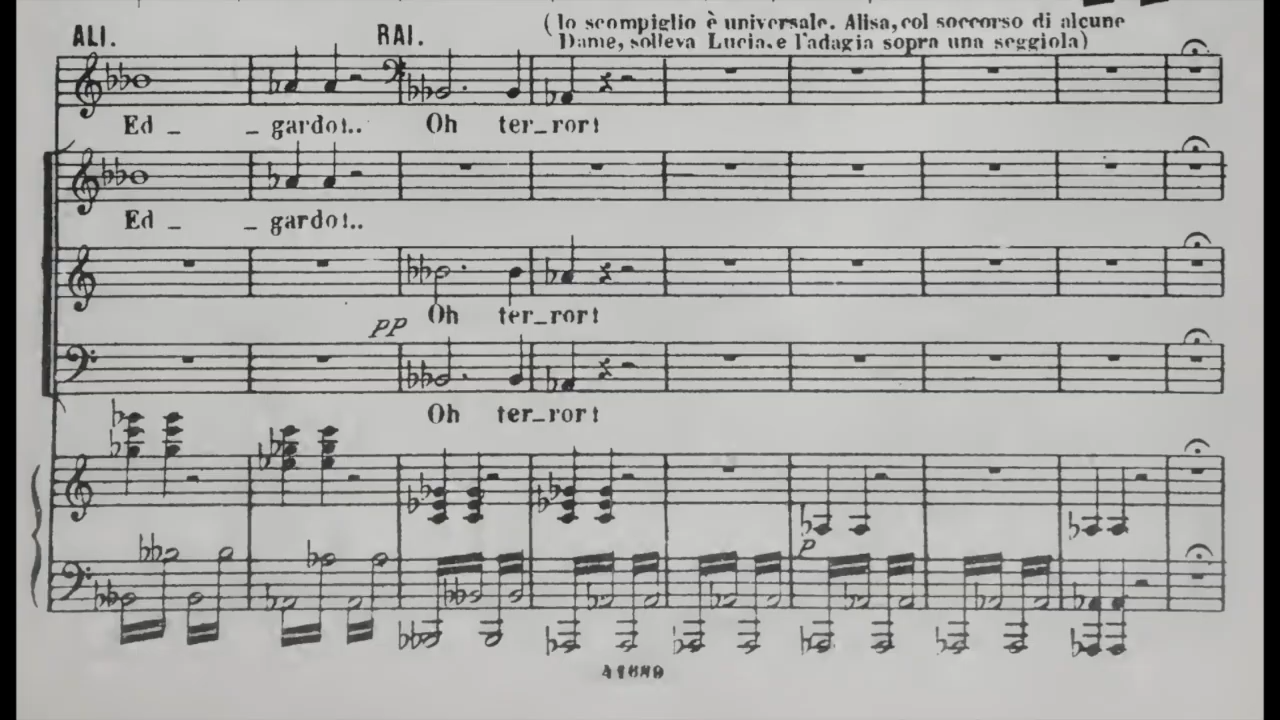 ALI.
RAI.
(lo scompiglio è universale. Alisa, col soccorso di alcune
Dame, solleva Lucia, e l'adagia sopra una seggiola)
Ed _ _ gardo!..
Oh ter_ror!
Ed _ _ gardo!..
Oh ter_ror!
PP
Oh ter_ror!
p
41689